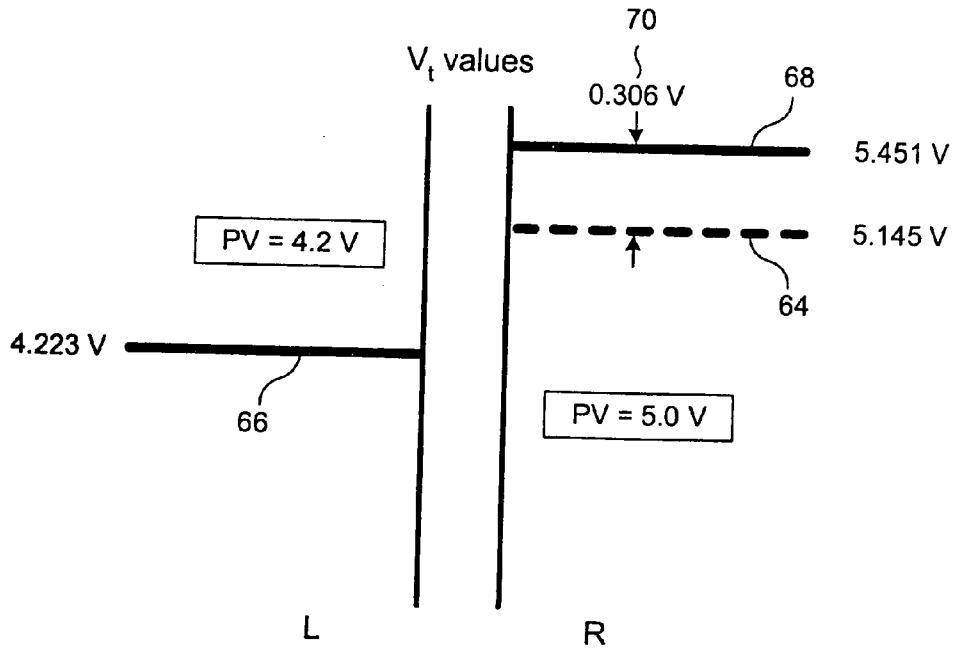 70
V_t values
0.306 V
68
5.451 V
PV = 4.2 V
5.145 V
64
4.223 V
66
PV = 5.0 V
L
R